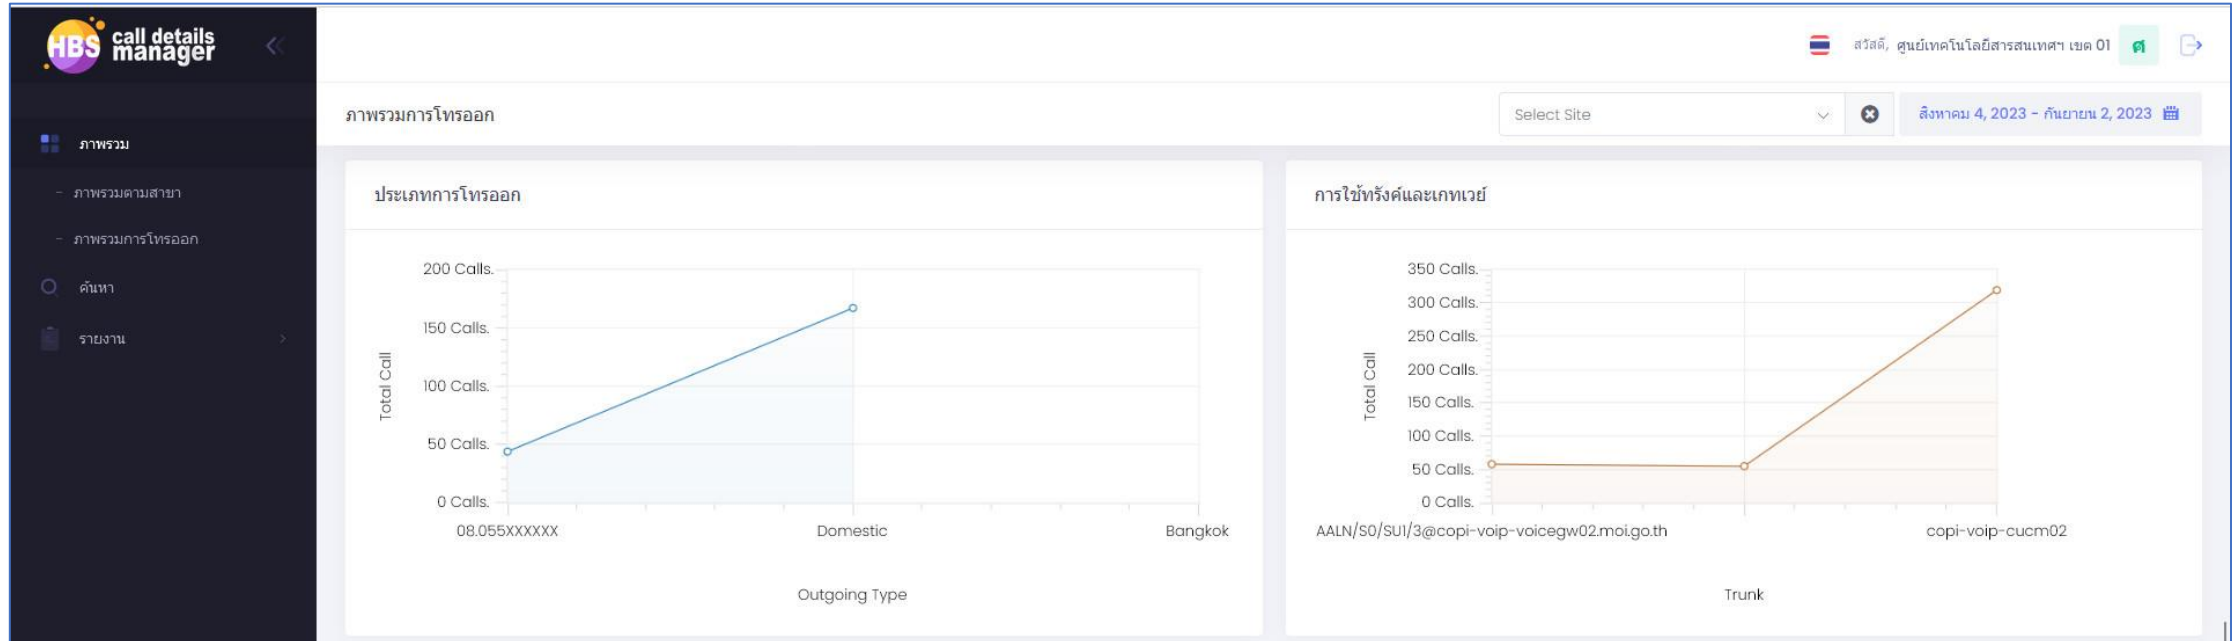 HBS call details manager
สวัสดี, ศูนย์เทคโนโลยีสารสนเทศฯ เขต 01 ศ
ภาพรวมการโทรออก
Select Site
สิงหาคม 4, 2023 - กันยายน 2, 2023
ภาพรวม
- ภาพรวมตามสาขา
- ภาพรวมการโทรออก
ค้นหา
รายงาน
ประเภทการโทรออก
200 Calls.
150 Calls.
100 Calls.
50 Calls.
0 Calls.
Total Call
08.055XXXXXX
Domestic
Bangkok
Outgoing Type
การใช้ทรังค์และเกทเวย์
350 Calls.
300 Calls.
250 Calls.
200 Calls.
150 Calls.
100 Calls.
50 Calls.
0 Calls.
Total Call
AALN/S0/SU1/3@copi-voip-voicegw02.moi.go.th
copi-voip-cucm02
Trunk